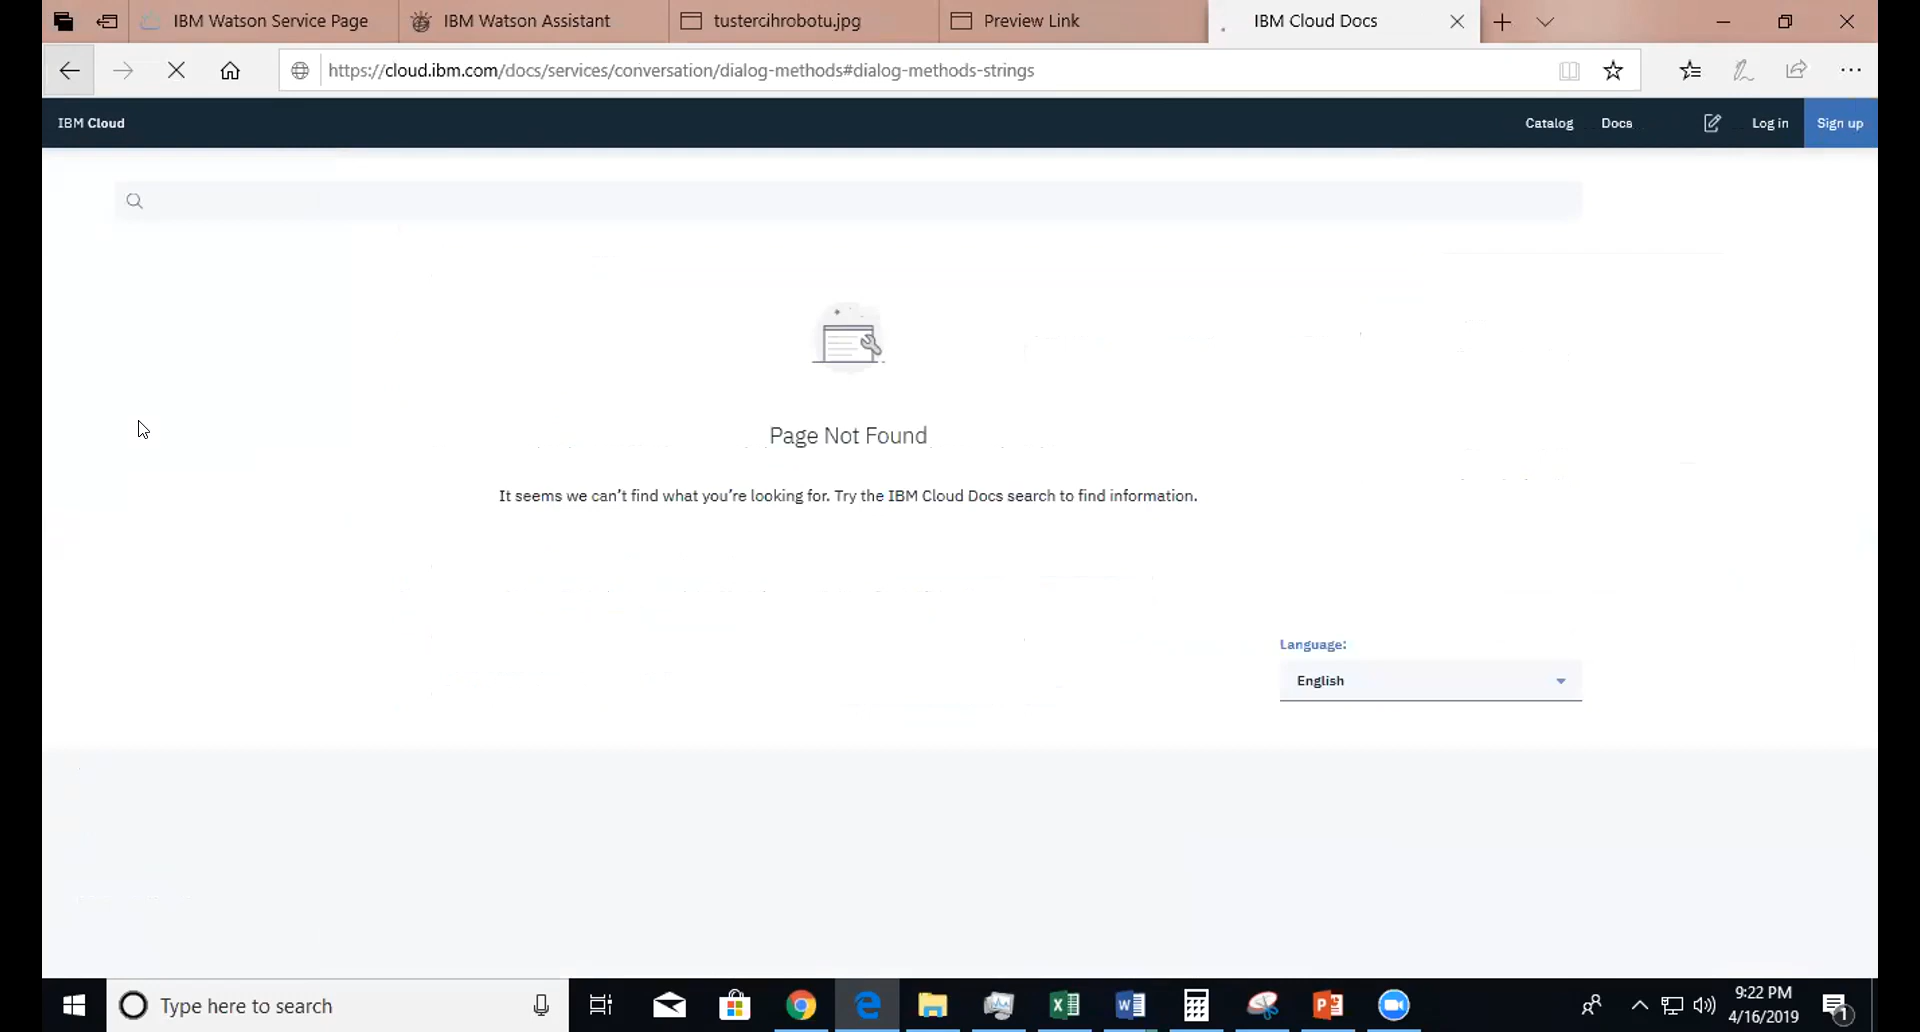 IBM Watson Service Page
IBM Watson Assistant
tustercihrobotu.jpg
Preview Link
IBM Cloud Docs
https://cloud.ibm.com/docs/services/conversation/dialog-methods#dialog-methods-strings
IBM Cloud
Catalog
Docs
Log in
Sign up
Page Not Found
It seems we can't find what you're looking for. Try the IBM Cloud Docs search to find information.
Language:
English
Type here to search
9:22 PM
4/16/2019
1